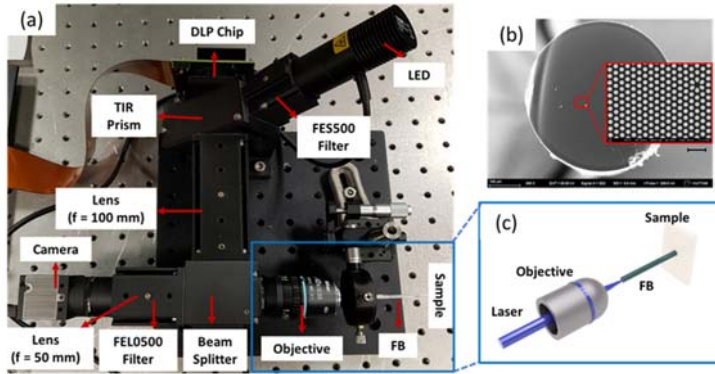 (a)
DLP Chip
LED
TIR
Prism
FES500
Filter
Lens
(f = 100 mm)
Camera
Sample
Lens
(f = 50 mm)
FEL0500
Filter
Beam
Splitter
Objective
FB
(b)
(c)
Sample
Objective
FB
Laser